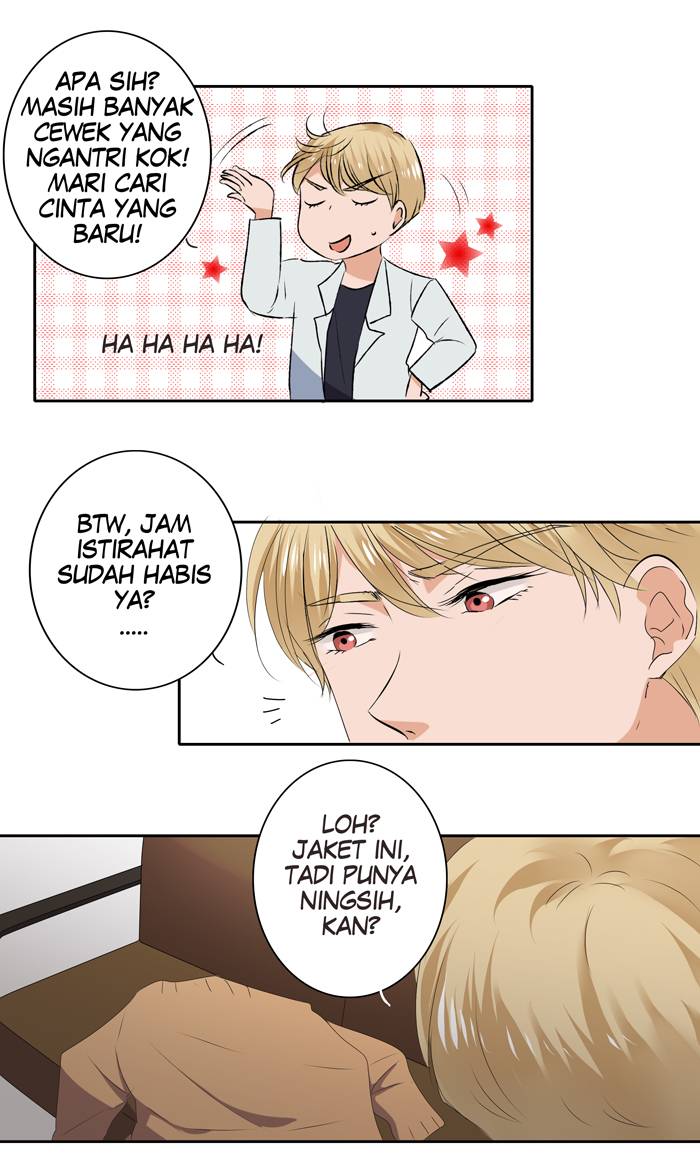 APA SIH?
MASIH BANYAK
CEWEK YANG
NGANTRI KOK!
MARI CARI
CINTA YANG
BARU!
HA HA HA HA!
BTW, JAM
ISTIRAHAT
SUDAH HABIS
YA?
.....
LOH?
JAKET INI,
TADI PUNYA
NINGSIH,
KAN?